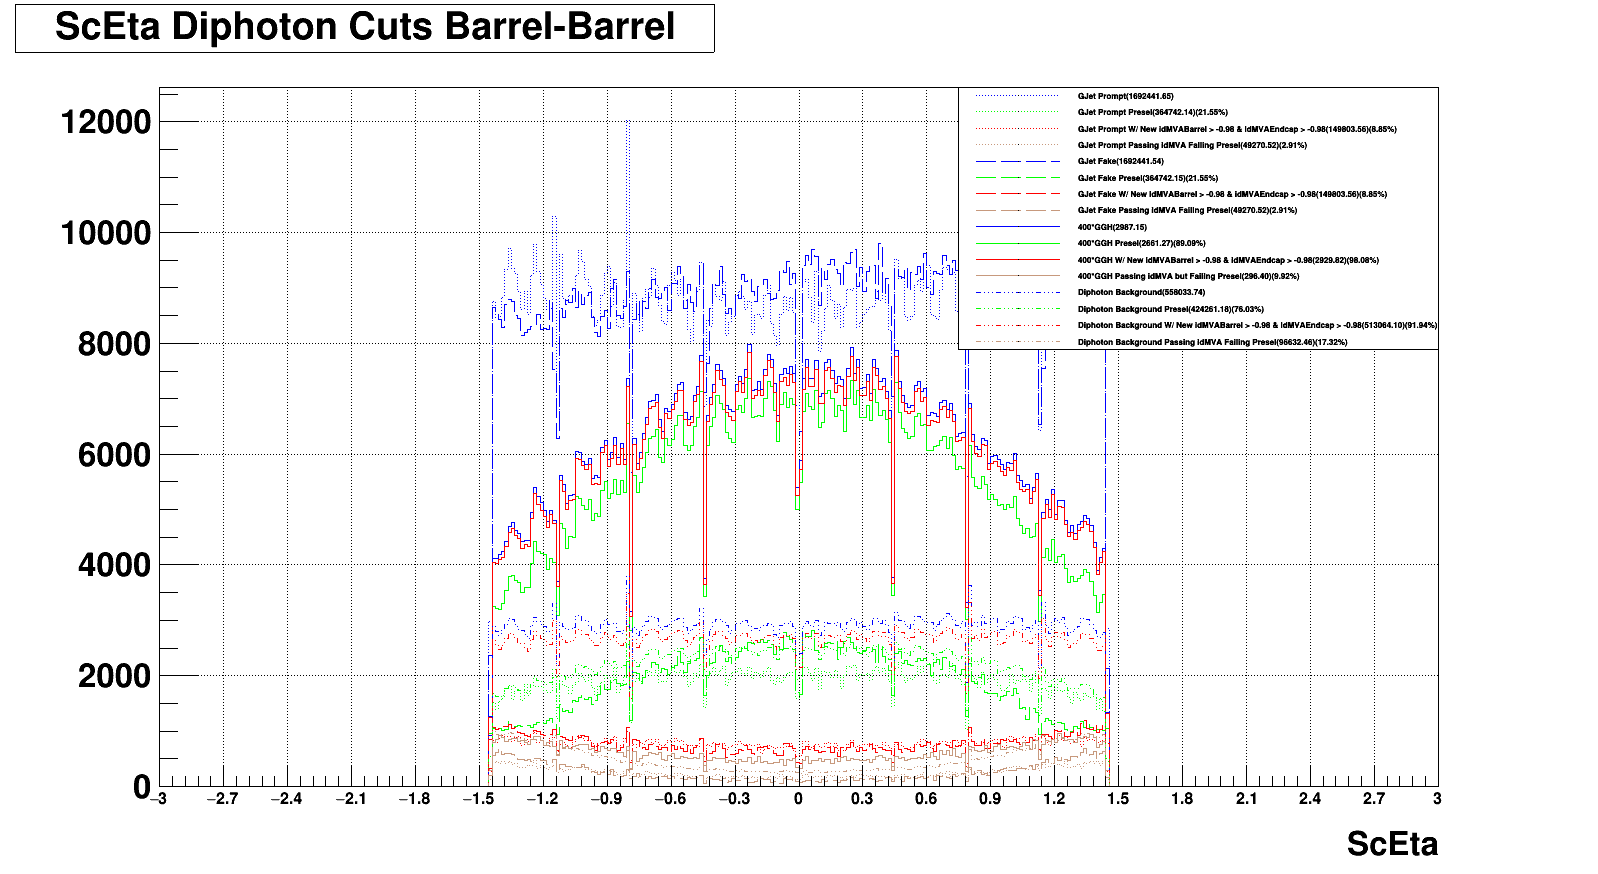 ScEta Diphoton Cuts Barrel-Barrel
GJet Prompt(1692441.65)
GJet Prompt Presel(364742.14)(21.55%)
GJet Prompt W/ New idMVABarrel > -0.98 & idMVAEndcap > -0.98(149803.56)(8.85%)
GJet Prompt Passing idMVA Failing Presel(49270.52)(2.91%)
GJet Fake(1692441.54)
GJet Fake Presel(364742.15)(21.55%)
GJet Fake W/ New idMVABarrel > -0.98 & idMVAEndcap > -0.98(149803.56)(8.85%)
GJet Fake Passing idMVA Failing Presel(49270.52)(2.91%)
400*GGH(2987.15)
400*GGH Presel(2661.27)(89.09%)
400*GGH W/ New idMVABarrel > -0.98 & idMVAEndcap > -0.98(2929.82)(98.08%)
400*GGH Passing idMVA but Failing Presel(296.40)(9.92%)
Diphoton Background(558033.74)
Diphoton Background Presel(424261.18)(76.03%)
Diphoton Background W/ New idMVABarrel > -0.98 & idMVAEndcap > -0.98(513064.10)(91.94%)
Diphoton Background Passing idMVA Failing Presel(96632.46)(17.32%)
12000
10000
8000
6000
4000
2000
0
−3 −2.7 −2.4 −2.1 −1.8 −1.5 −1.2 −0.9 −0.6 −0.3 0 0.3 0.6 0.9 1.2 1.5 1.8 2.1 2.4 2.7 3
ScEta